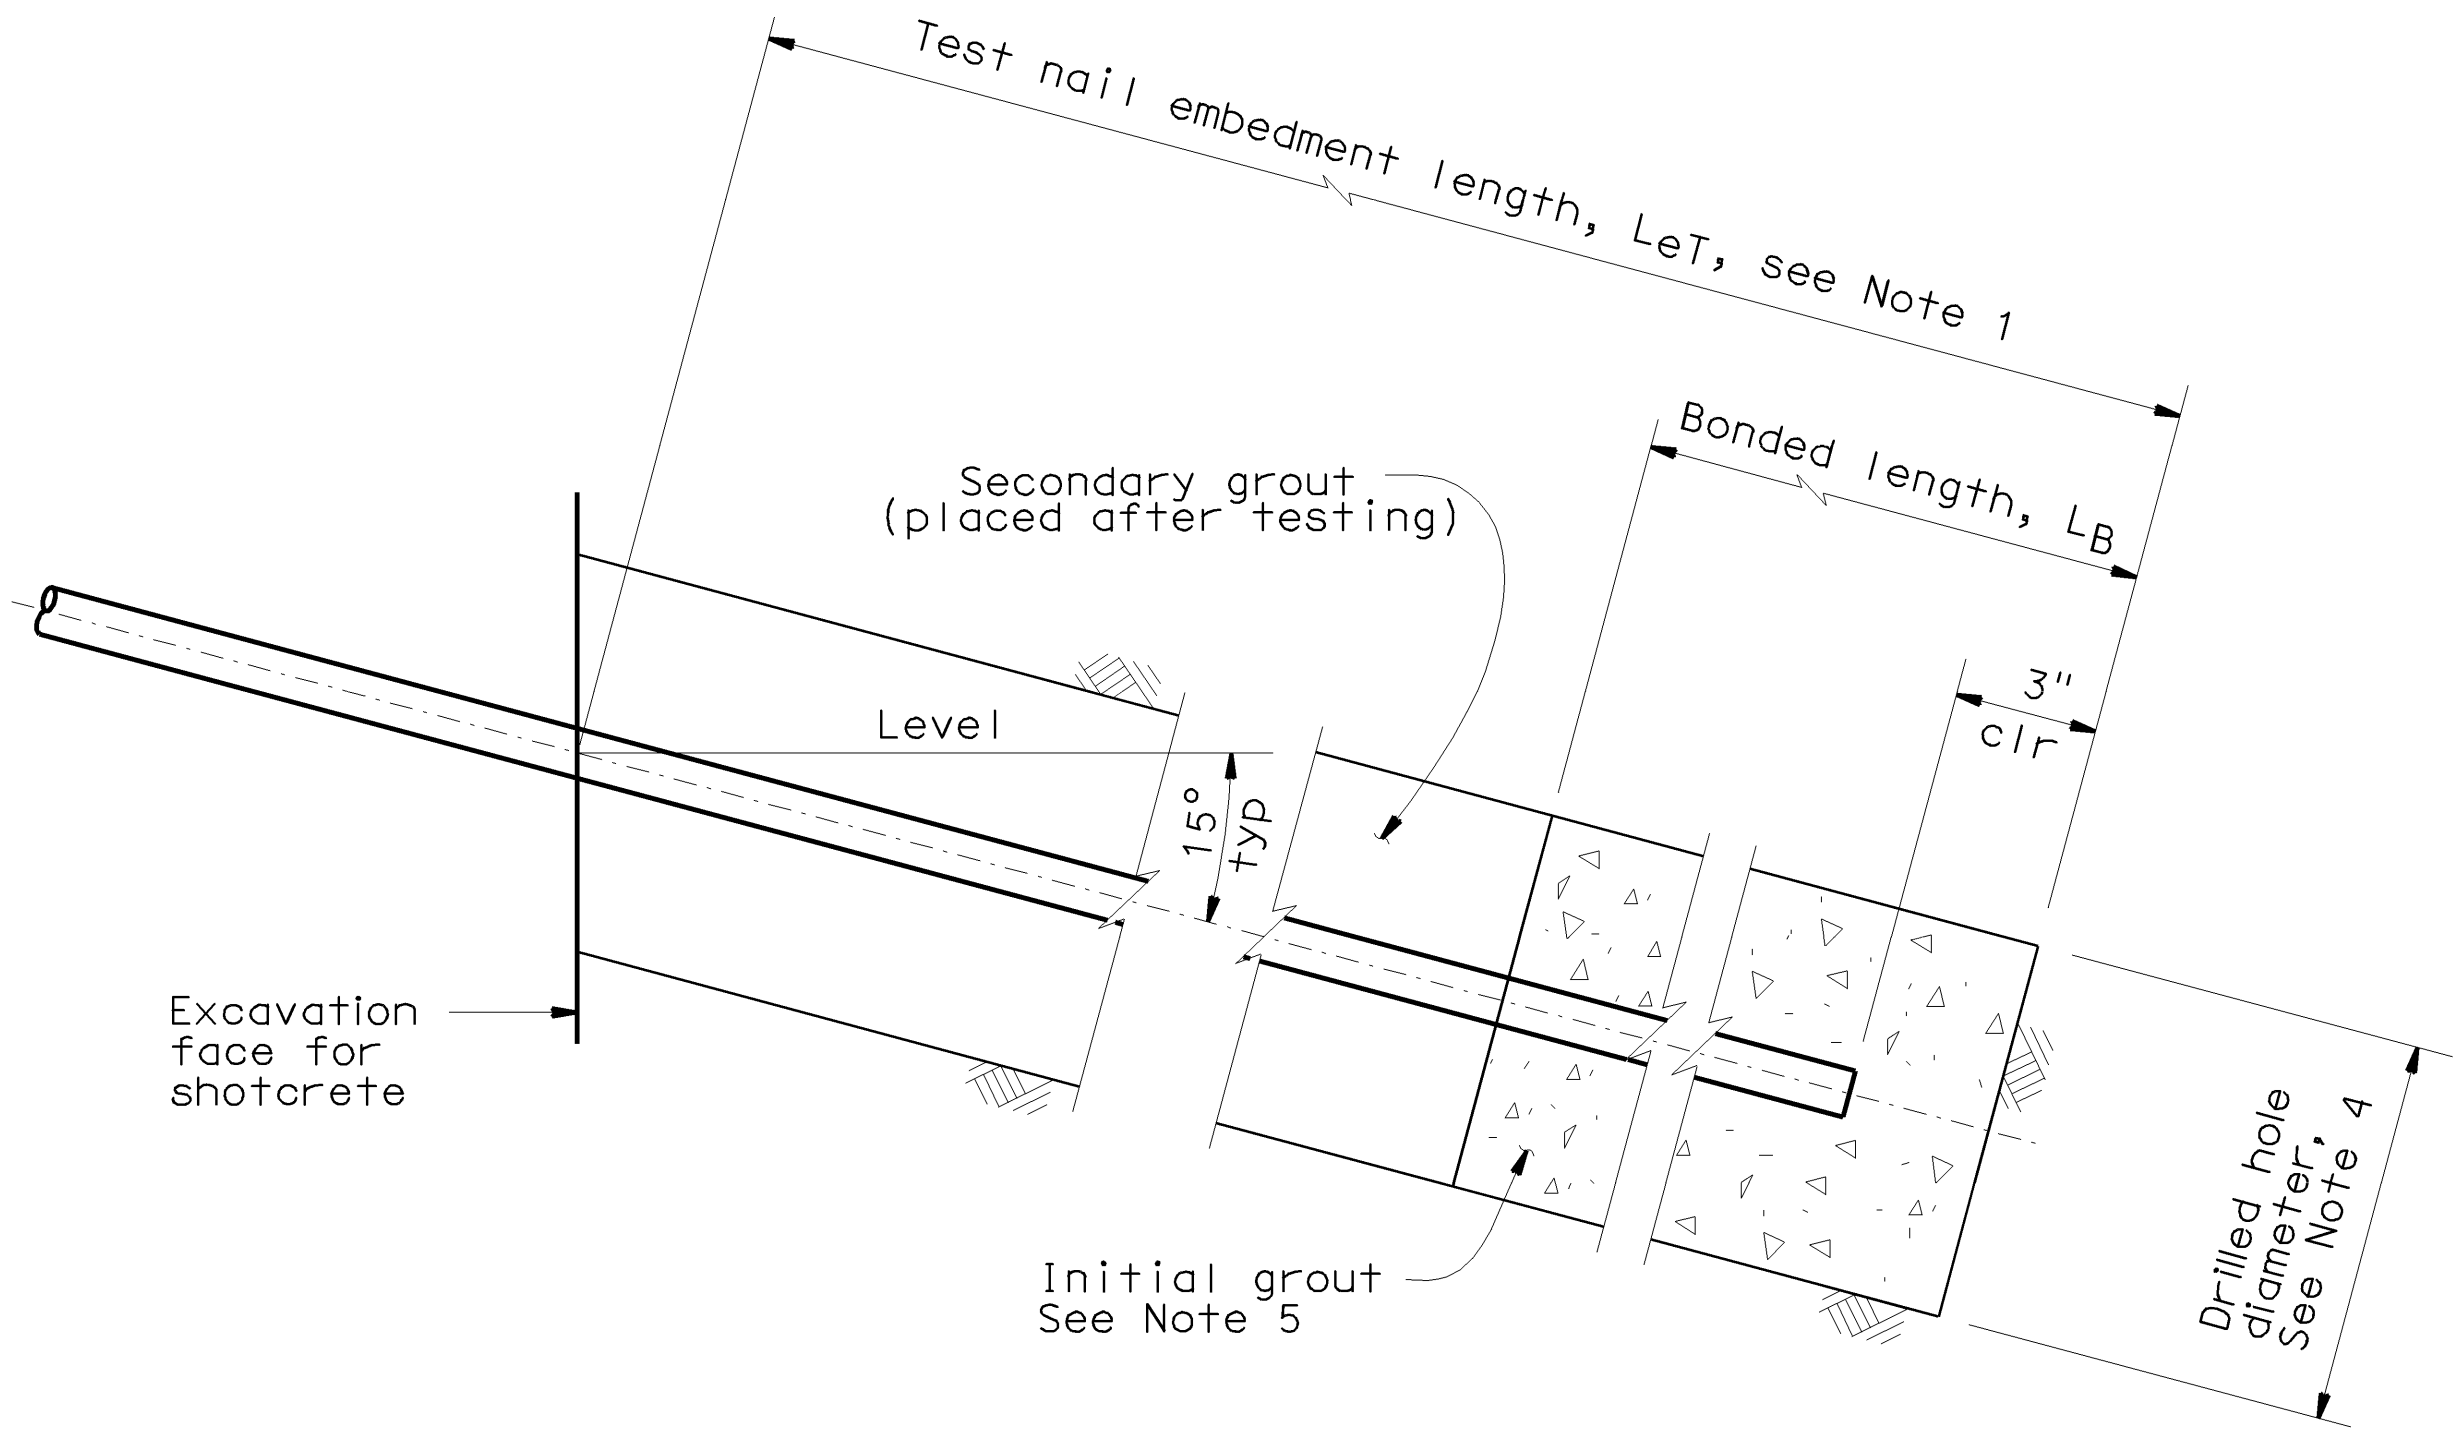 Test nail embedment length, LeT, see Note 1
Bonded length, LB
Secondary grout
(placed after testing)
3"
clr
Level
15°
typ
Excavation
face for
shotcrete
Drilled hole
diameter,
See Note 4
Initial grout
See Note 5